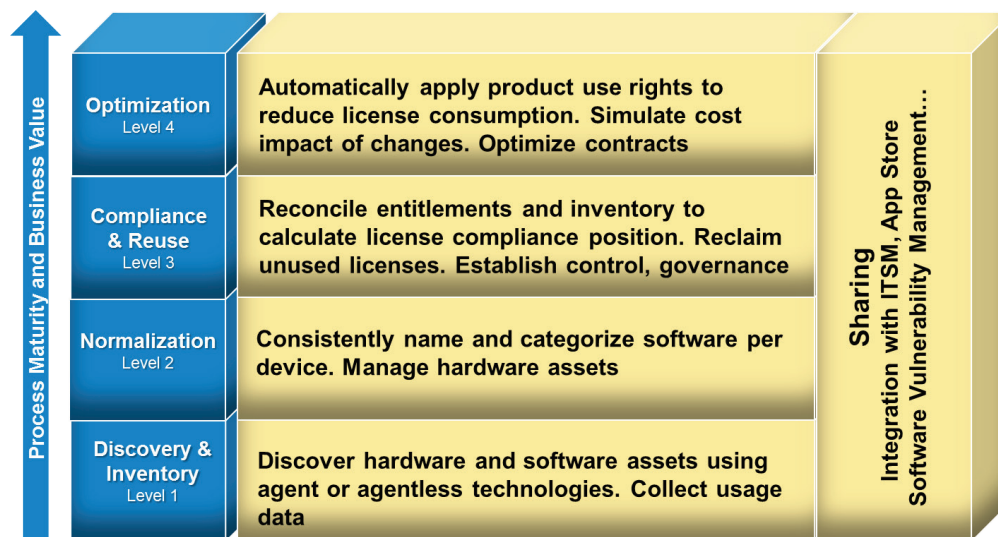 Process Maturity and Business Value
Optimization
Level 4
Automatically apply product use rights to
reduce license consumption. Simulate cost
impact of changes. Optimize contracts
Compliance
& Reuse
Level 3
Reconcile entitlements and inventory to
calculate license compliance position. Reclaim
unused licenses. Establish control, governance
Normalization
Level 2
Consistently name and categorize software per
device. Manage hardware assets
Discovery &
Inventory
Level 1
Discover hardware and software assets using
agent or agentless technologies. Collect usage
data
Sharing
Integration with ITSM, App Store
Software Vulnerability Management...